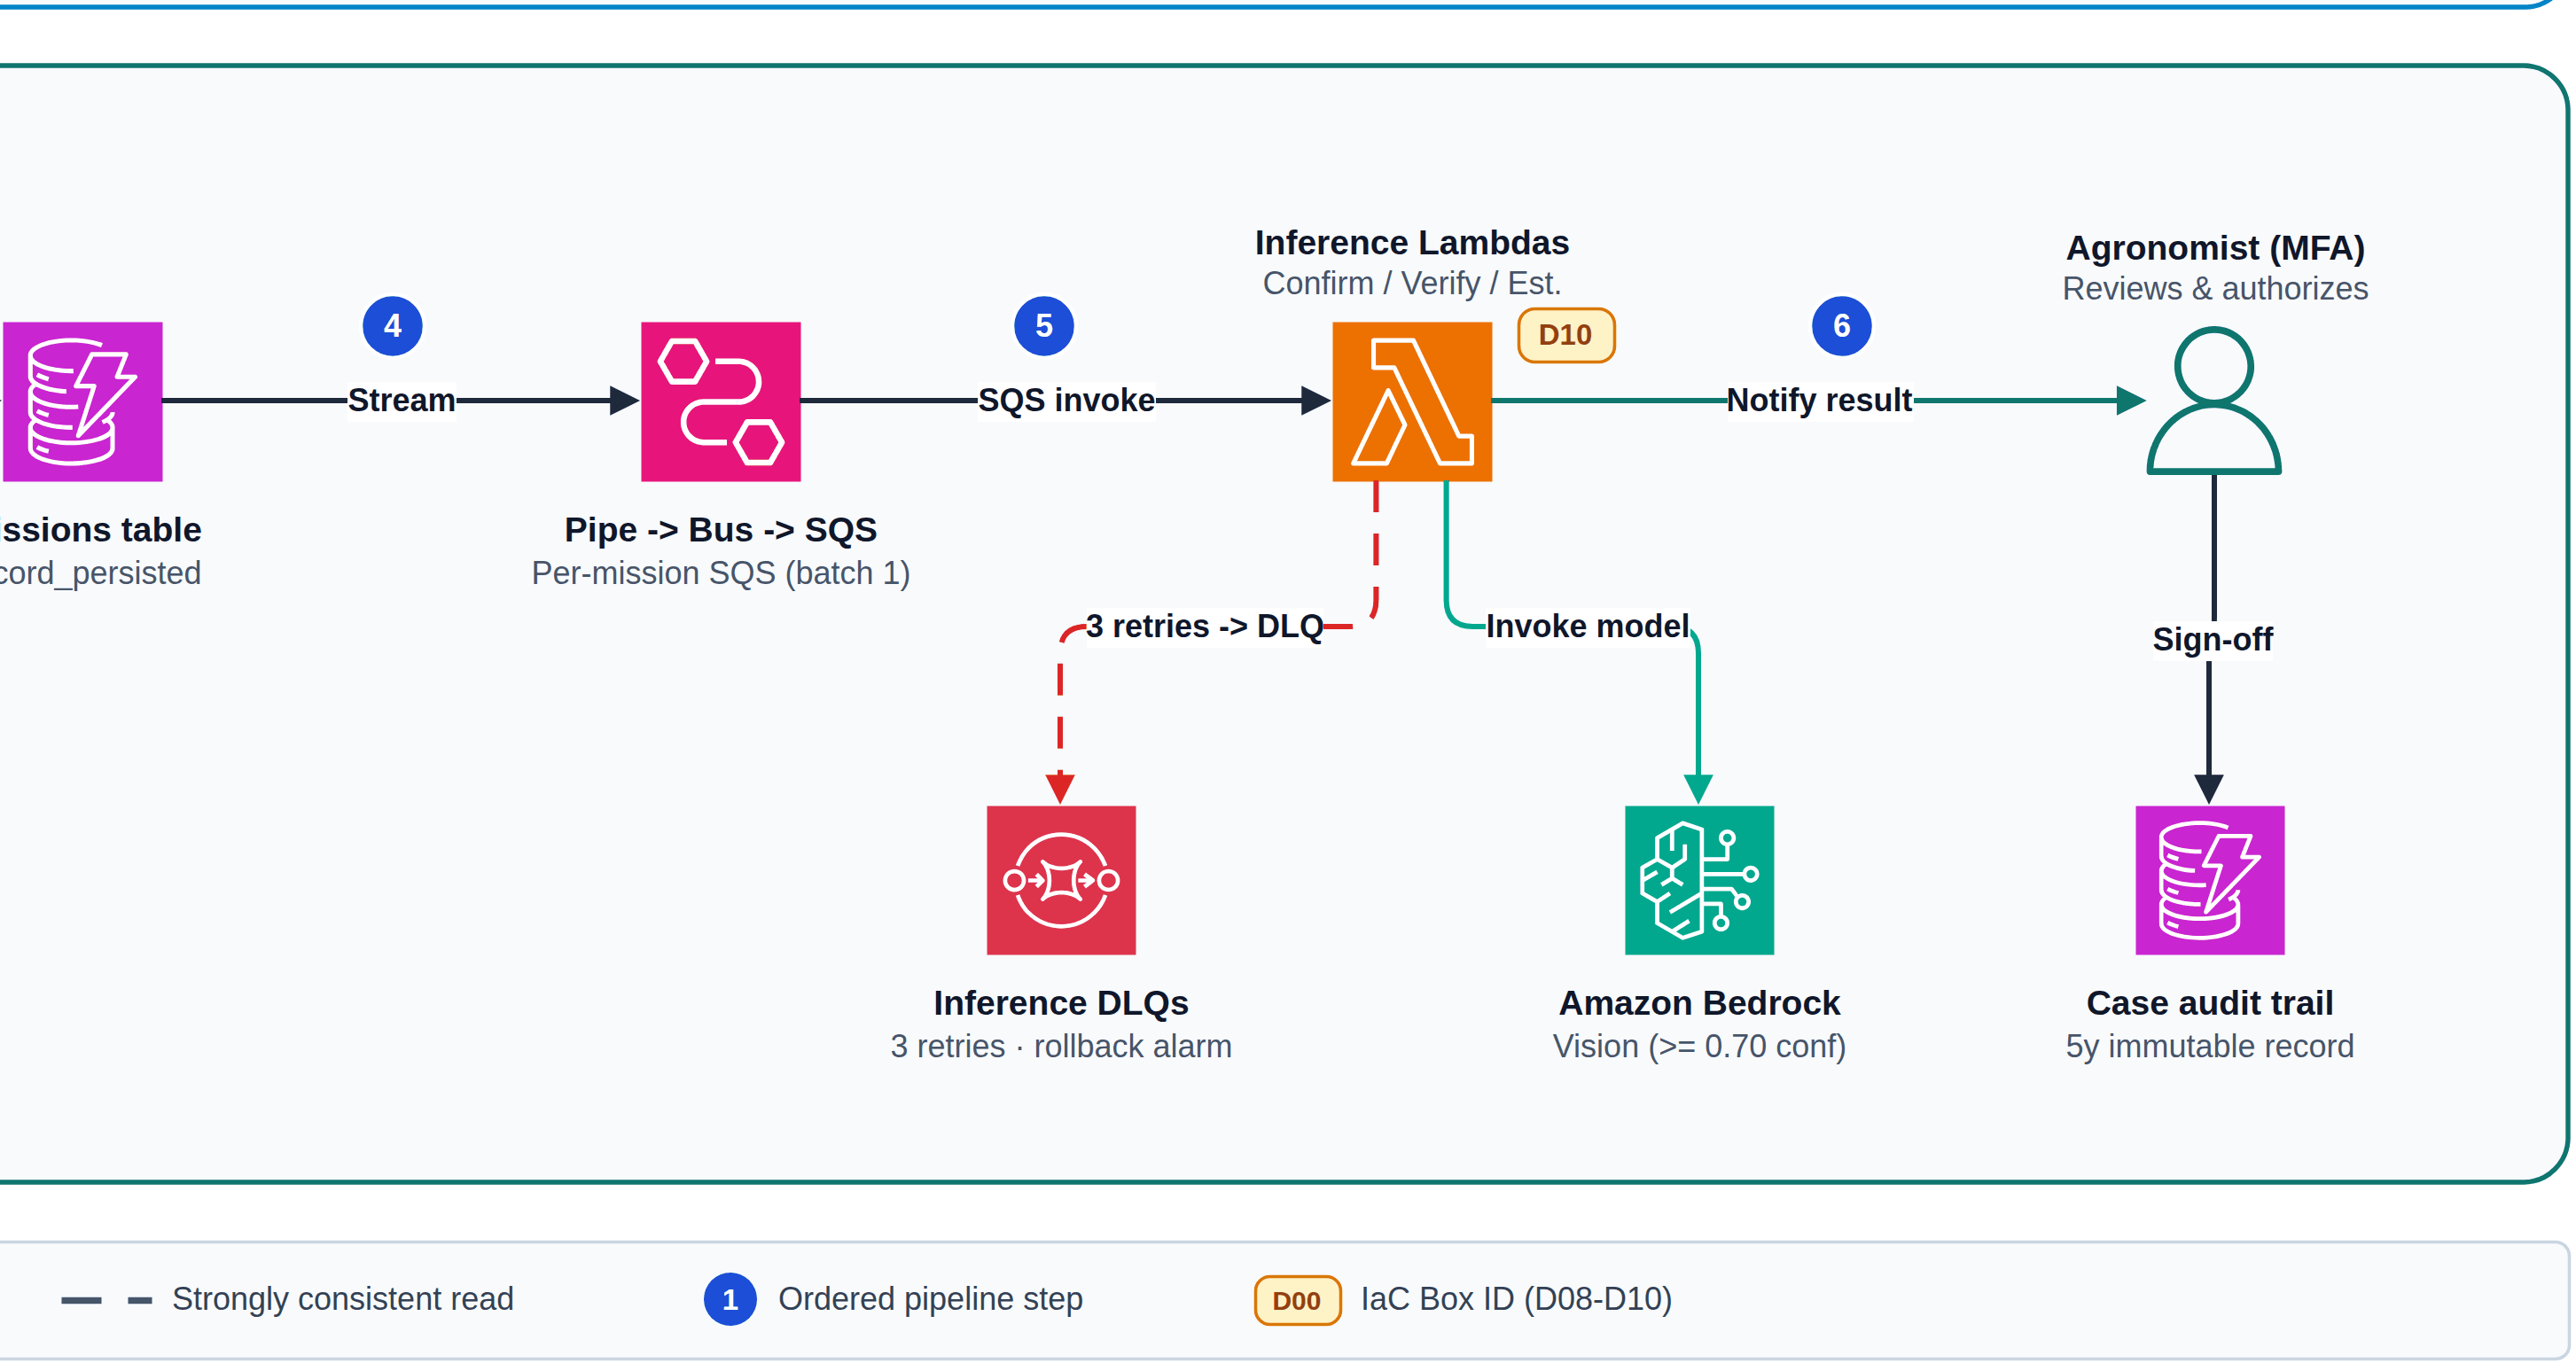 Inference Lambdas
Confirm / Verify / Est.
Agronomist (MFA)
Reviews & authorizes
4
5
D10
6
Stream
SQS invoke
Notify result
issions table
cord_persisted
Pipe -> Bus -> SQS
Per-mission SQS (batch 1)
3 retries -> DLQ
Invoke model
Sign-off
Inference DLQs
3 retries · rollback alarm
Amazon Bedrock
Vision (>= 0.70 conf)
Case audit trail
5y immutable record
Strongly consistent read
1 Ordered pipeline step
D00 IaC Box ID (D08-D10)